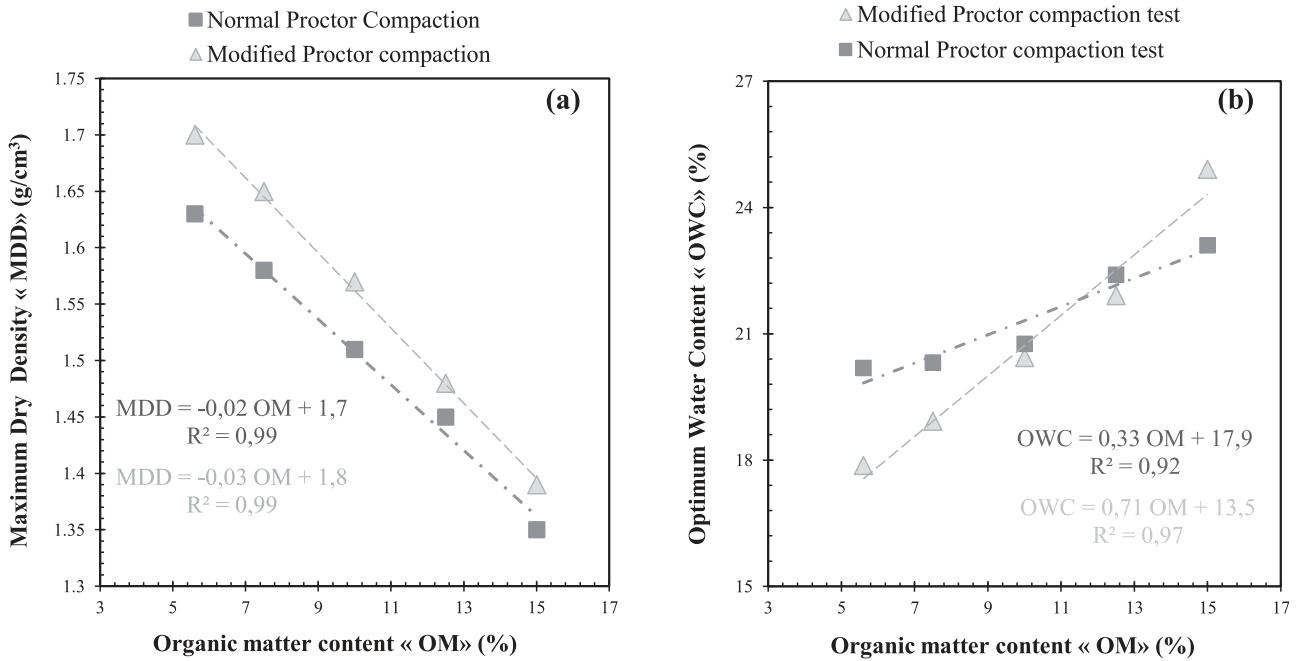 Normal Proctor Compaction
Modified Proctor compaction
(a)
Maximum Dry Density « MDD» (g/cm³)
1.75
1.7
1.65
1.6
1.55
1.5
1.45
1.4
1.35
1.3
MDD = -0,02 OM + 1,7
R² = 0,99
MDD = -0,03 OM + 1,8
R² = 0,99
3 5 7 9 11 13 15 17
Organic matter content « OM» (%)
Modified Proctor compaction test
Normal Proctor compaction test
(b)
Optimum Water Content « OWC» (%)
27
24
21
18
15
OWC = 0,33 OM + 17,9
R² = 0,92
OWC = 0,71 OM + 13,5
R² = 0,97
3 5 7 9 11 13 15 17
Organic matter content « OM» (%)